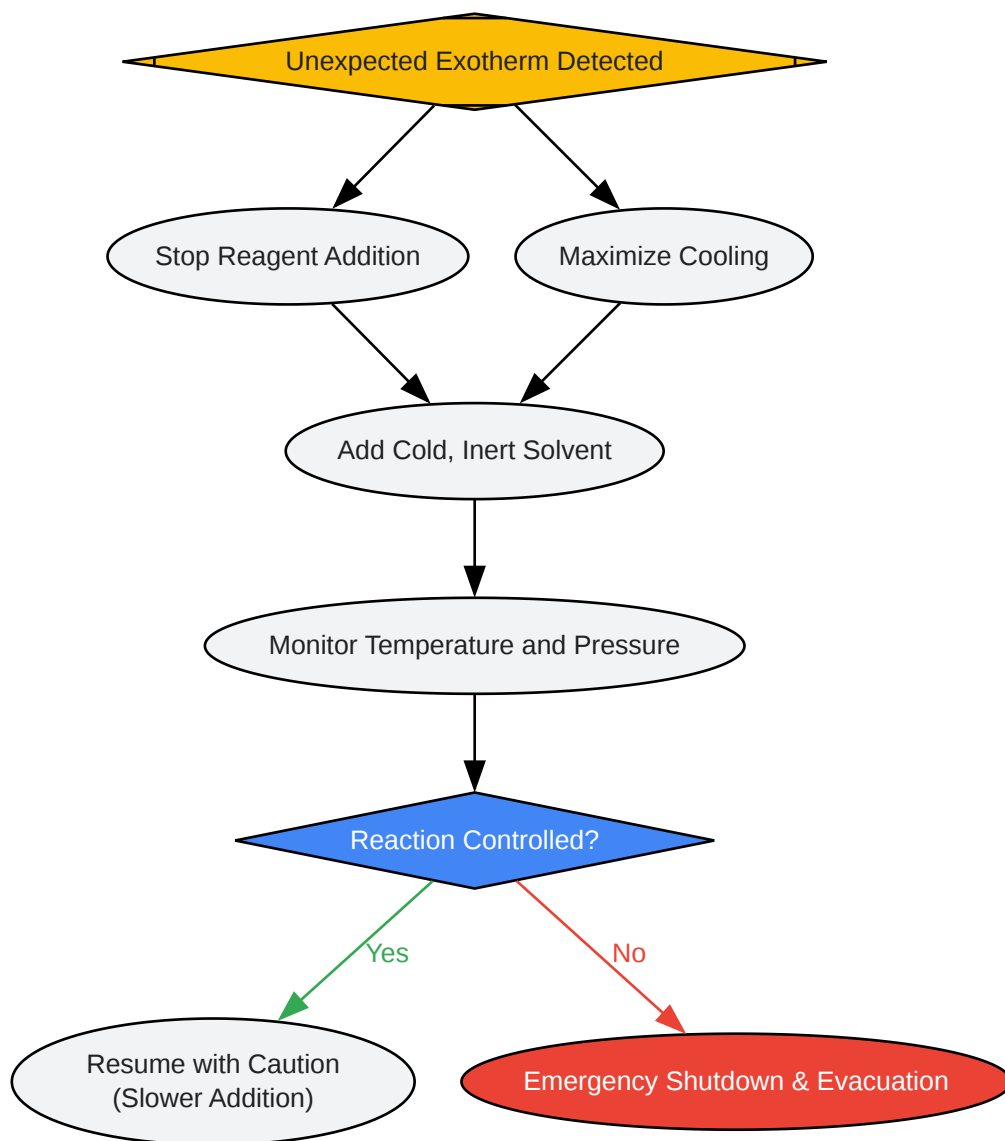 Unexpected Exotherm Detected
Stop Reagent Addition
Maximize Cooling
Add Cold, Inert Solvent
Monitor Temperature and Pressure
Reaction Controlled?
Yes
No
Resume with Caution
(Slower Addition)
Emergency Shutdown & Evacuation